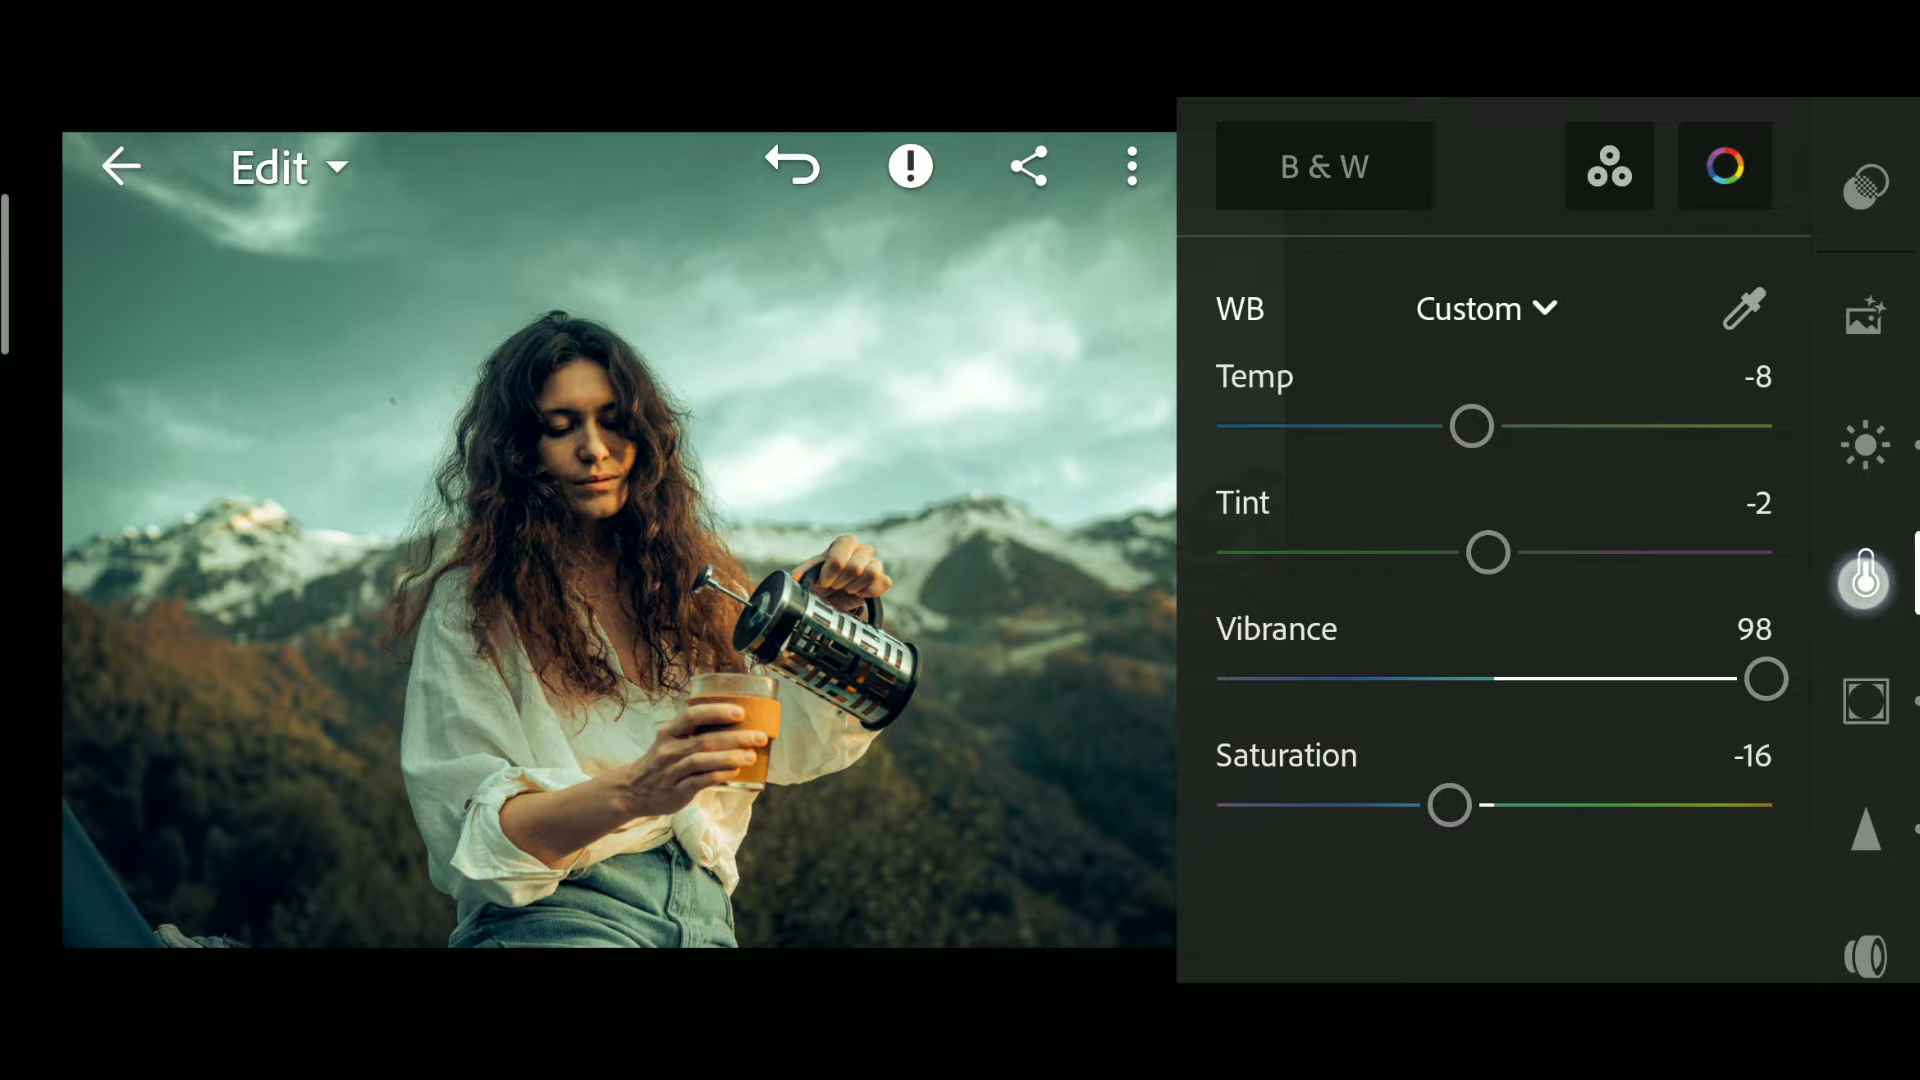 Edit
B & W
WB Custom
Temp -8
Tint -2
Vibrance 98
Saturation -16